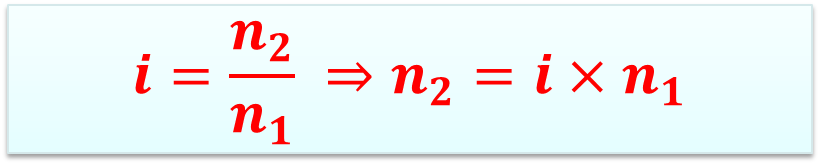 i = n₂/n₁ ⇒ n₂ = i × n₁